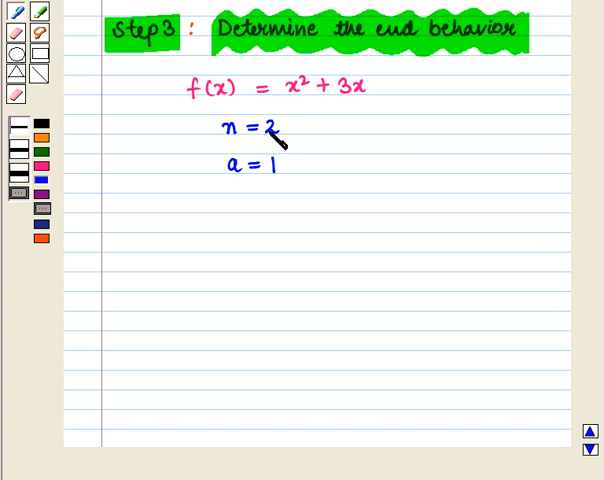 Step 3 : Determine the end behavior
f(x) = x² + 3x
n = 2
a = 1